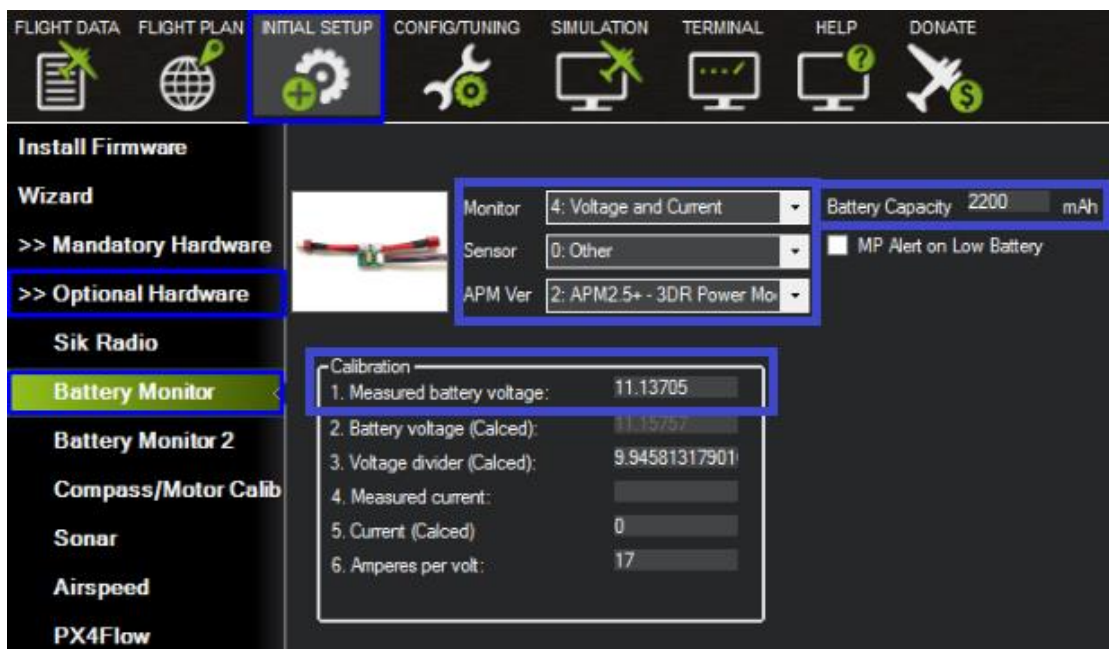 FLIGHT DATA FLIGHT PLAN INITIAL SETUP CONFIG/TUNING SIMULATION TERMINAL HELP DONATE
Install Firmware
Wizard
>> Mandatory Hardware
>> Optional Hardware
Sik Radio
Battery Monitor
Battery Monitor 2
Compass/Motor Calib
Sonar
Airspeed
PX4Flow
Monitor 4: Voltage and Current
Sensor 0: Other
APM Ver 2: APM2.5+ - 3DR Power Mo
Battery Capacity 2200 mAh
MP Alert on Low Battery
Calibration
1. Measured battery voltage: 11.13705
2. Battery voltage (Calced): 11.15757
3. Voltage divider (Calced): 9.94581317901
4. Measured current:
5. Current (Calced) 0
6. Amperes per volt: 17